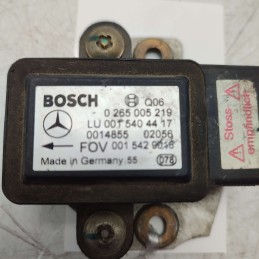 BOSCH Q06
0 265 005 219
LU 001 540 44 17
0014855 02056
FOV 001 542 9018
Made in Germany 55 078
Stoss-
empfindlich